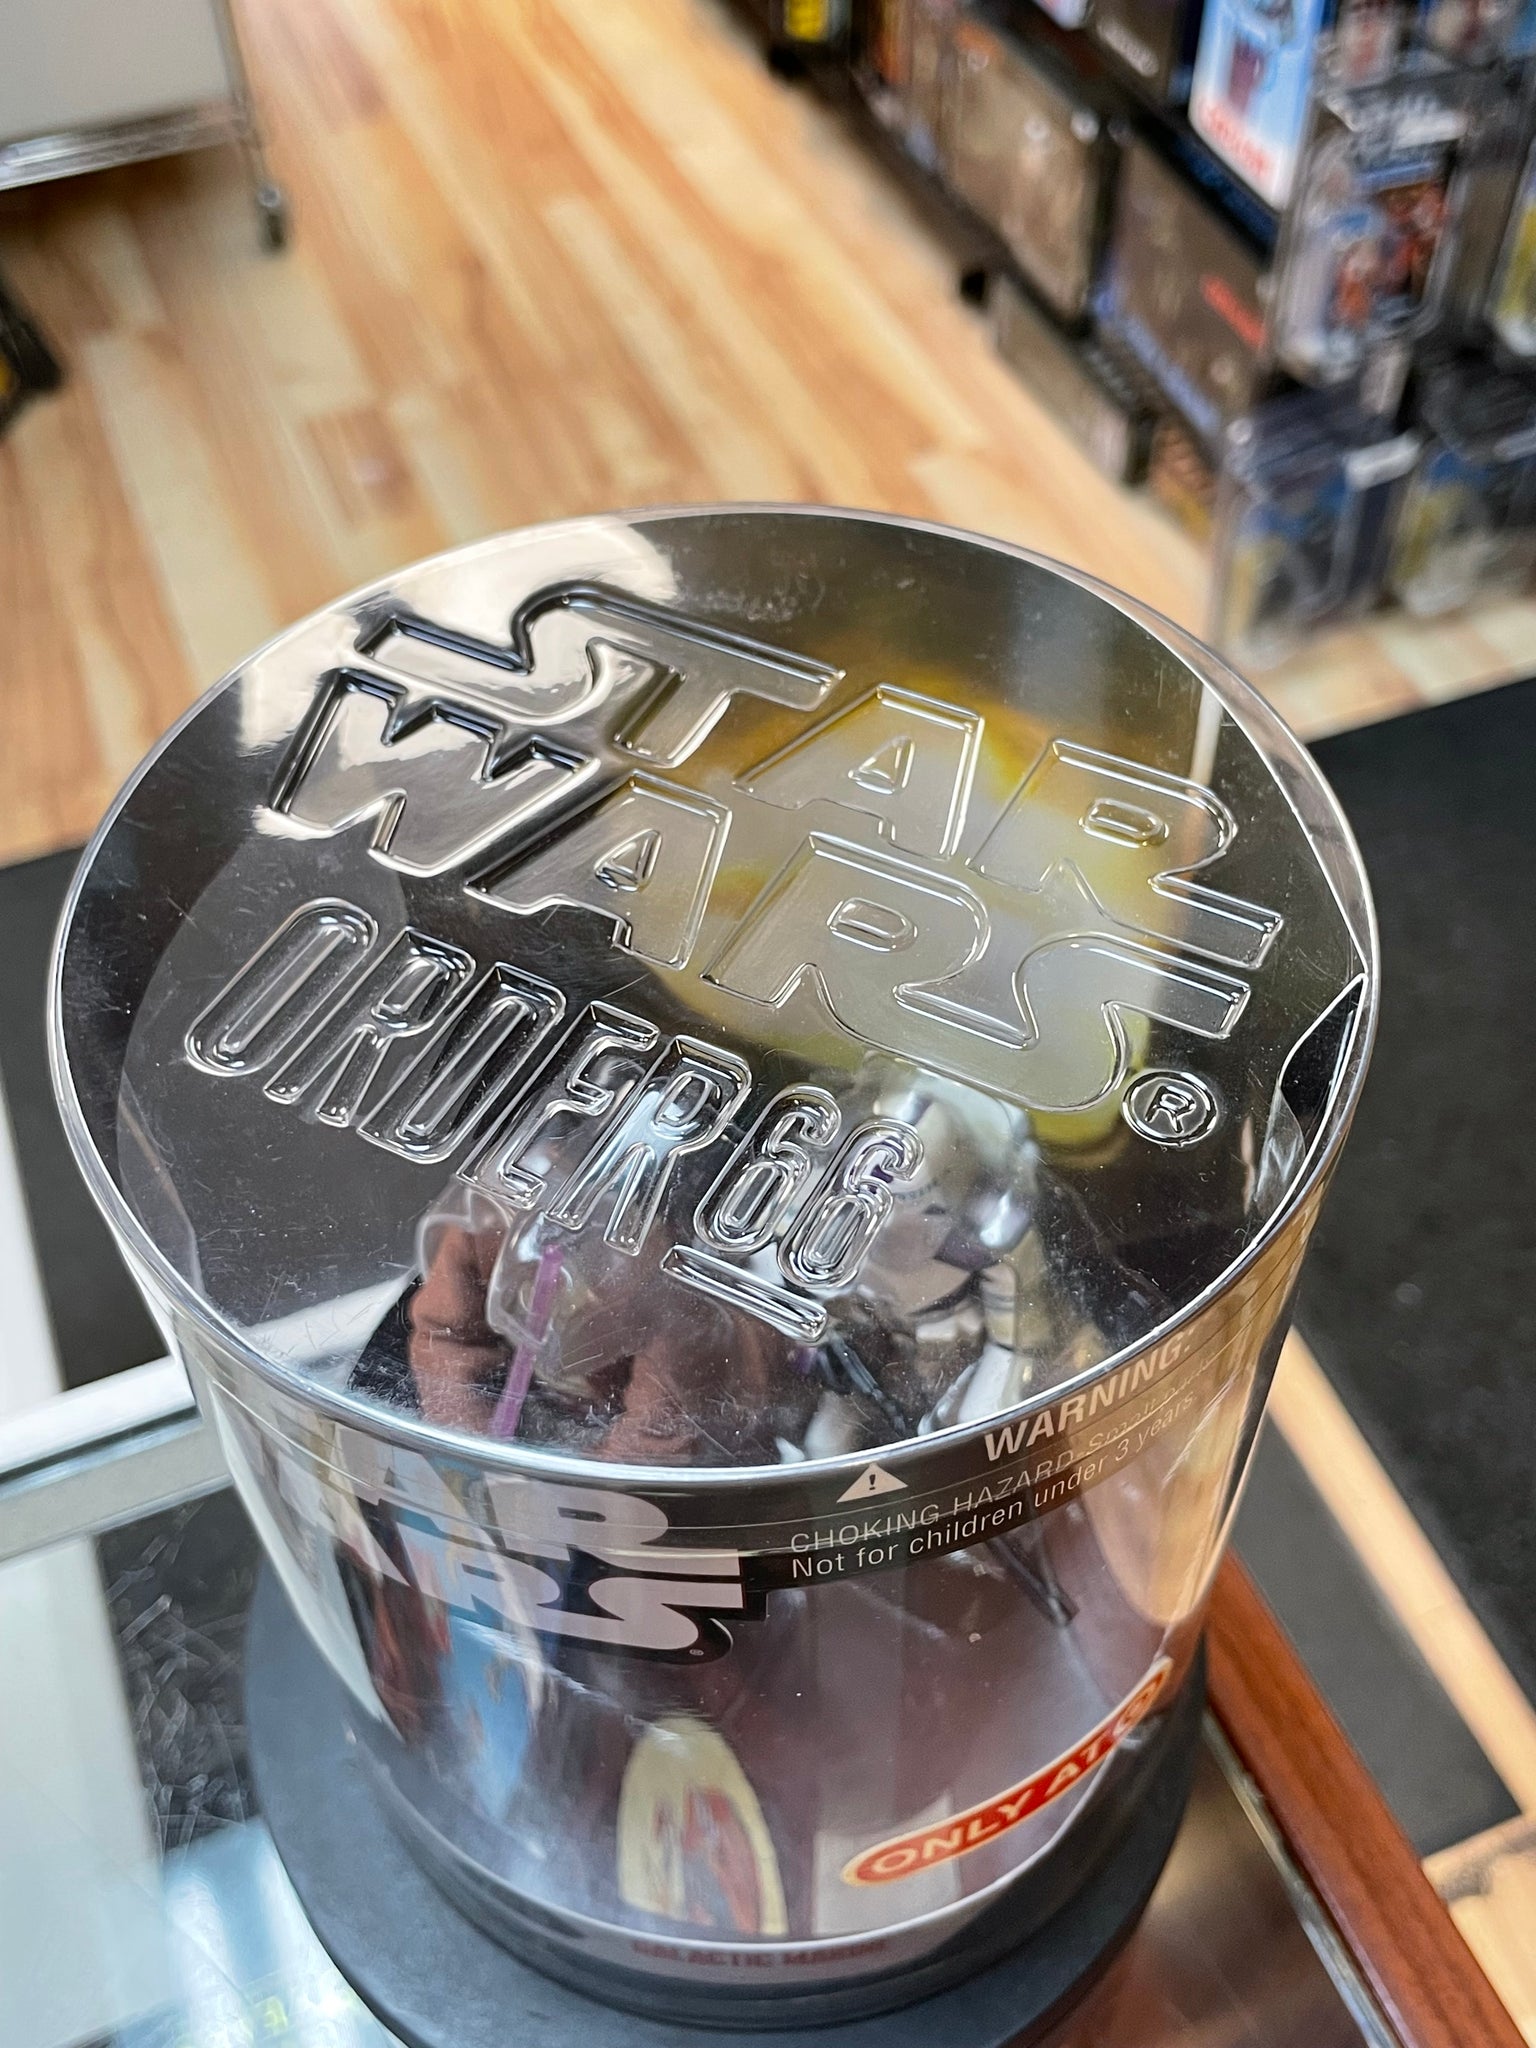 STAR
WARS®
ORDER 66
WARNING:
CHOKING HAZARD-Small parts
Not for children under 3 years.
STAR
WARS
ONLY AT
GALACTIC MARINE